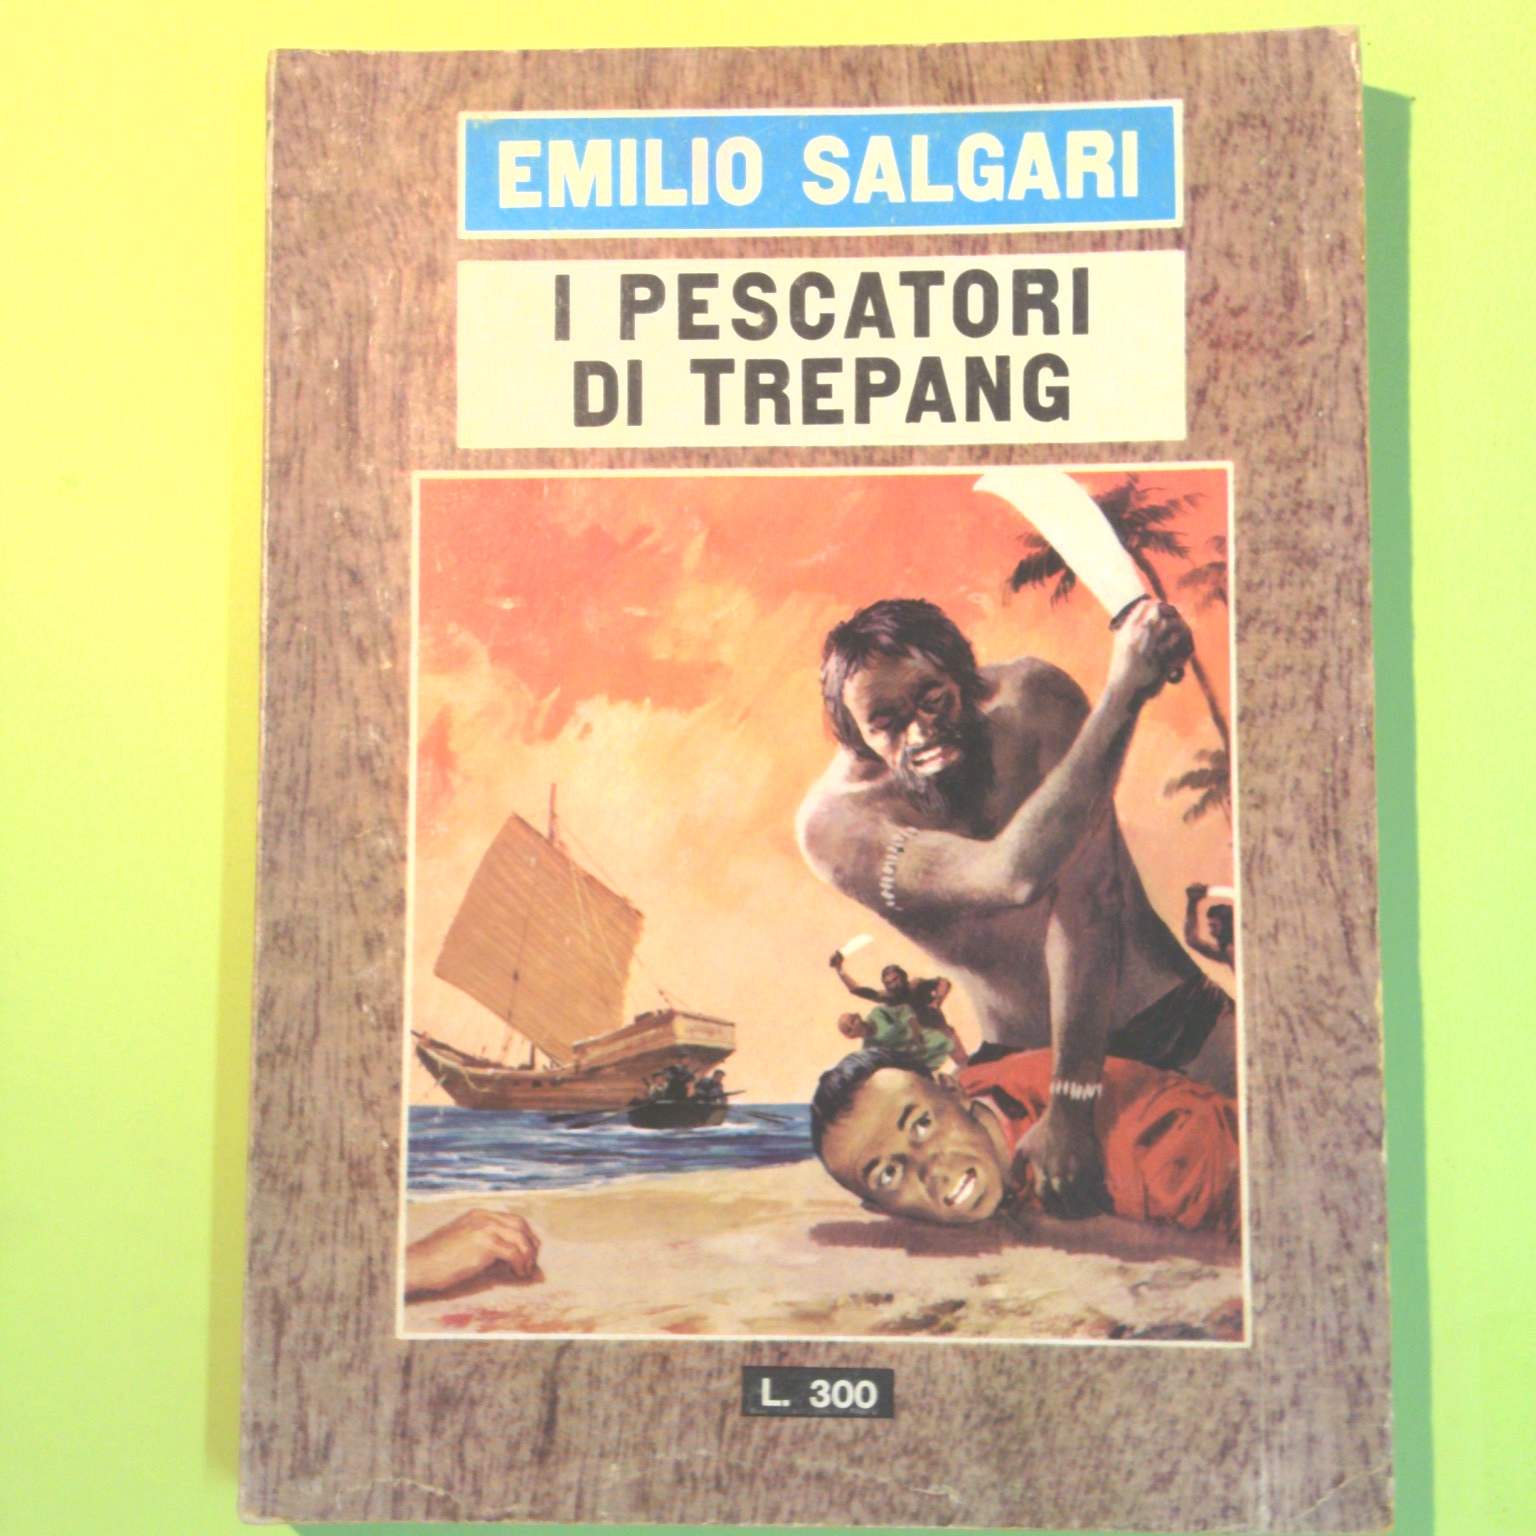 EMILIO SALGARI
I PESCATORI
DI TREPANG
L. 300